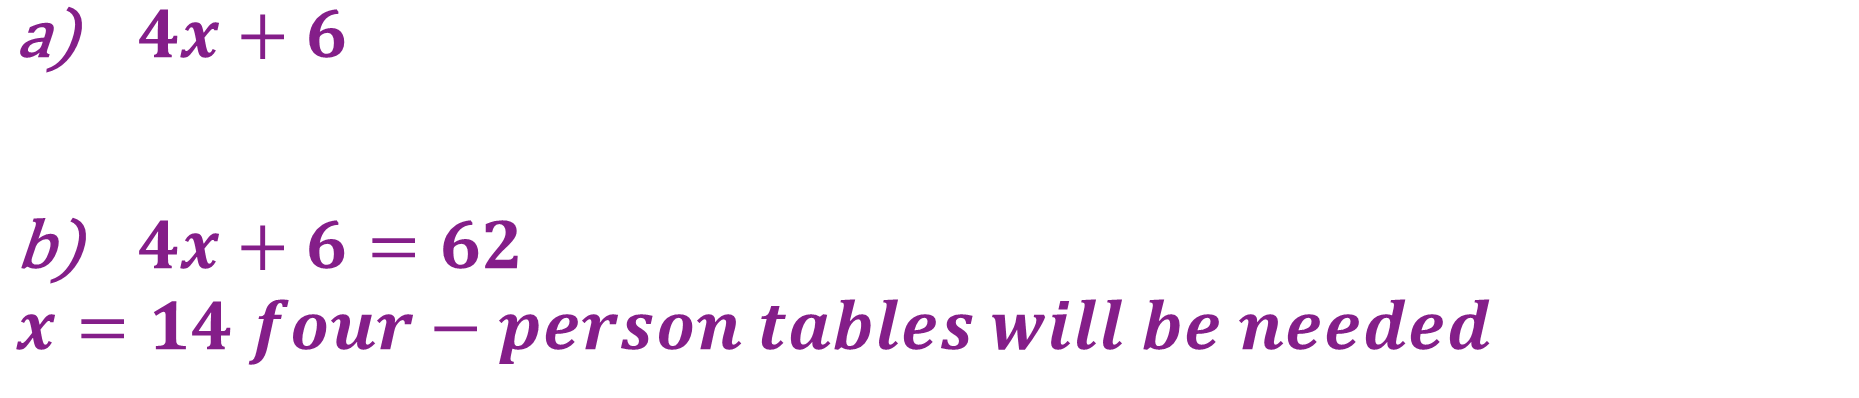 a) 4x + 6
b) 4x + 6 = 62
x = 14 four − person tables will be needed